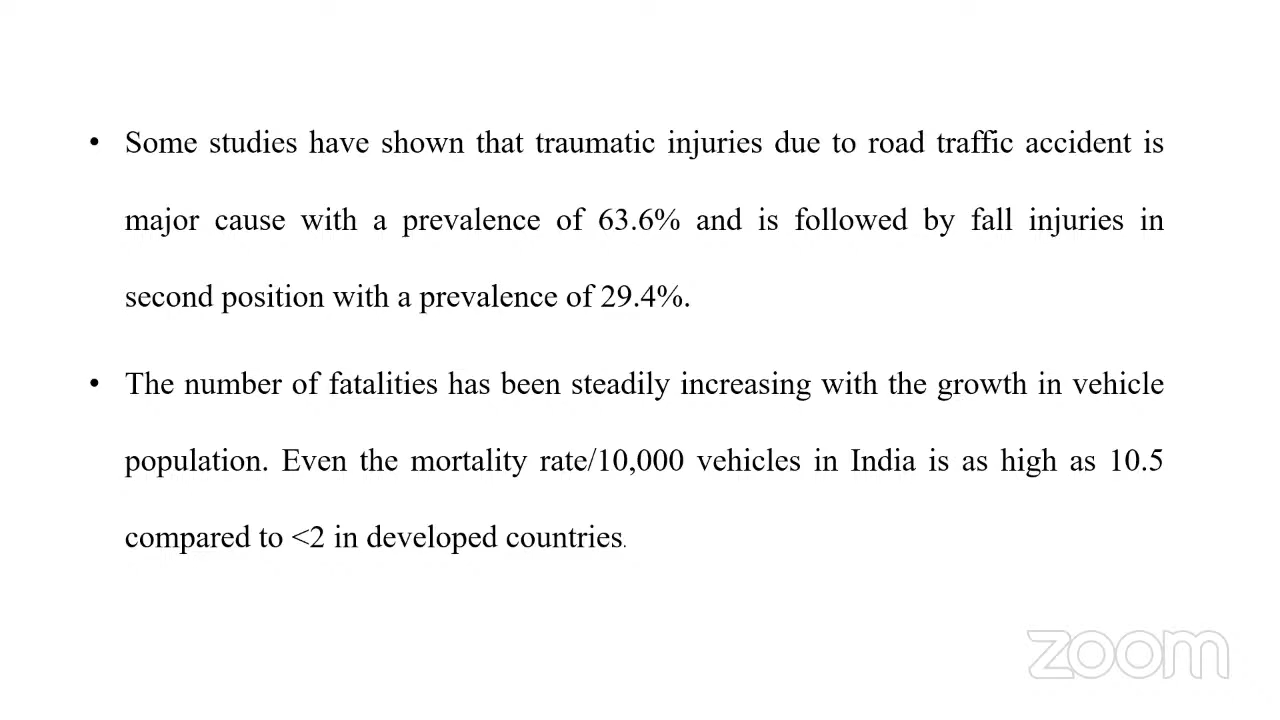 • Some studies have shown that traumatic injuries due to road traffic accident is
major cause with a prevalence of 63.6% and is followed by fall injuries in
second position with a prevalence of 29.4%.
• The number of fatalities has been steadily increasing with the growth in vehicle
population. Even the mortality rate/10,000 vehicles in India is as high as 10.5
compared to <2 in developed countries.
zoom